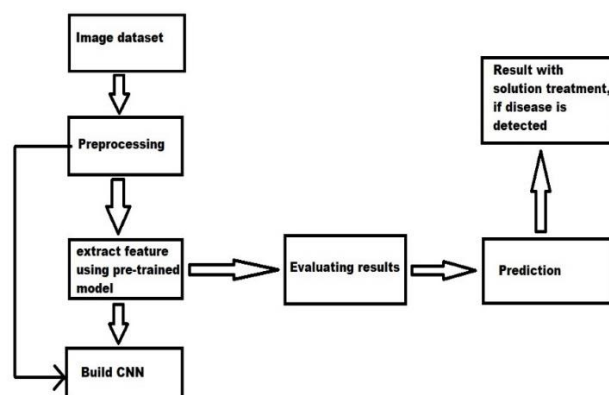 Image dataset
Preprocessing
extract feature
using pre-trained
model
Build CNN
Evaluating results
Prediction
Result with
solution treatment,
if disease is
detected